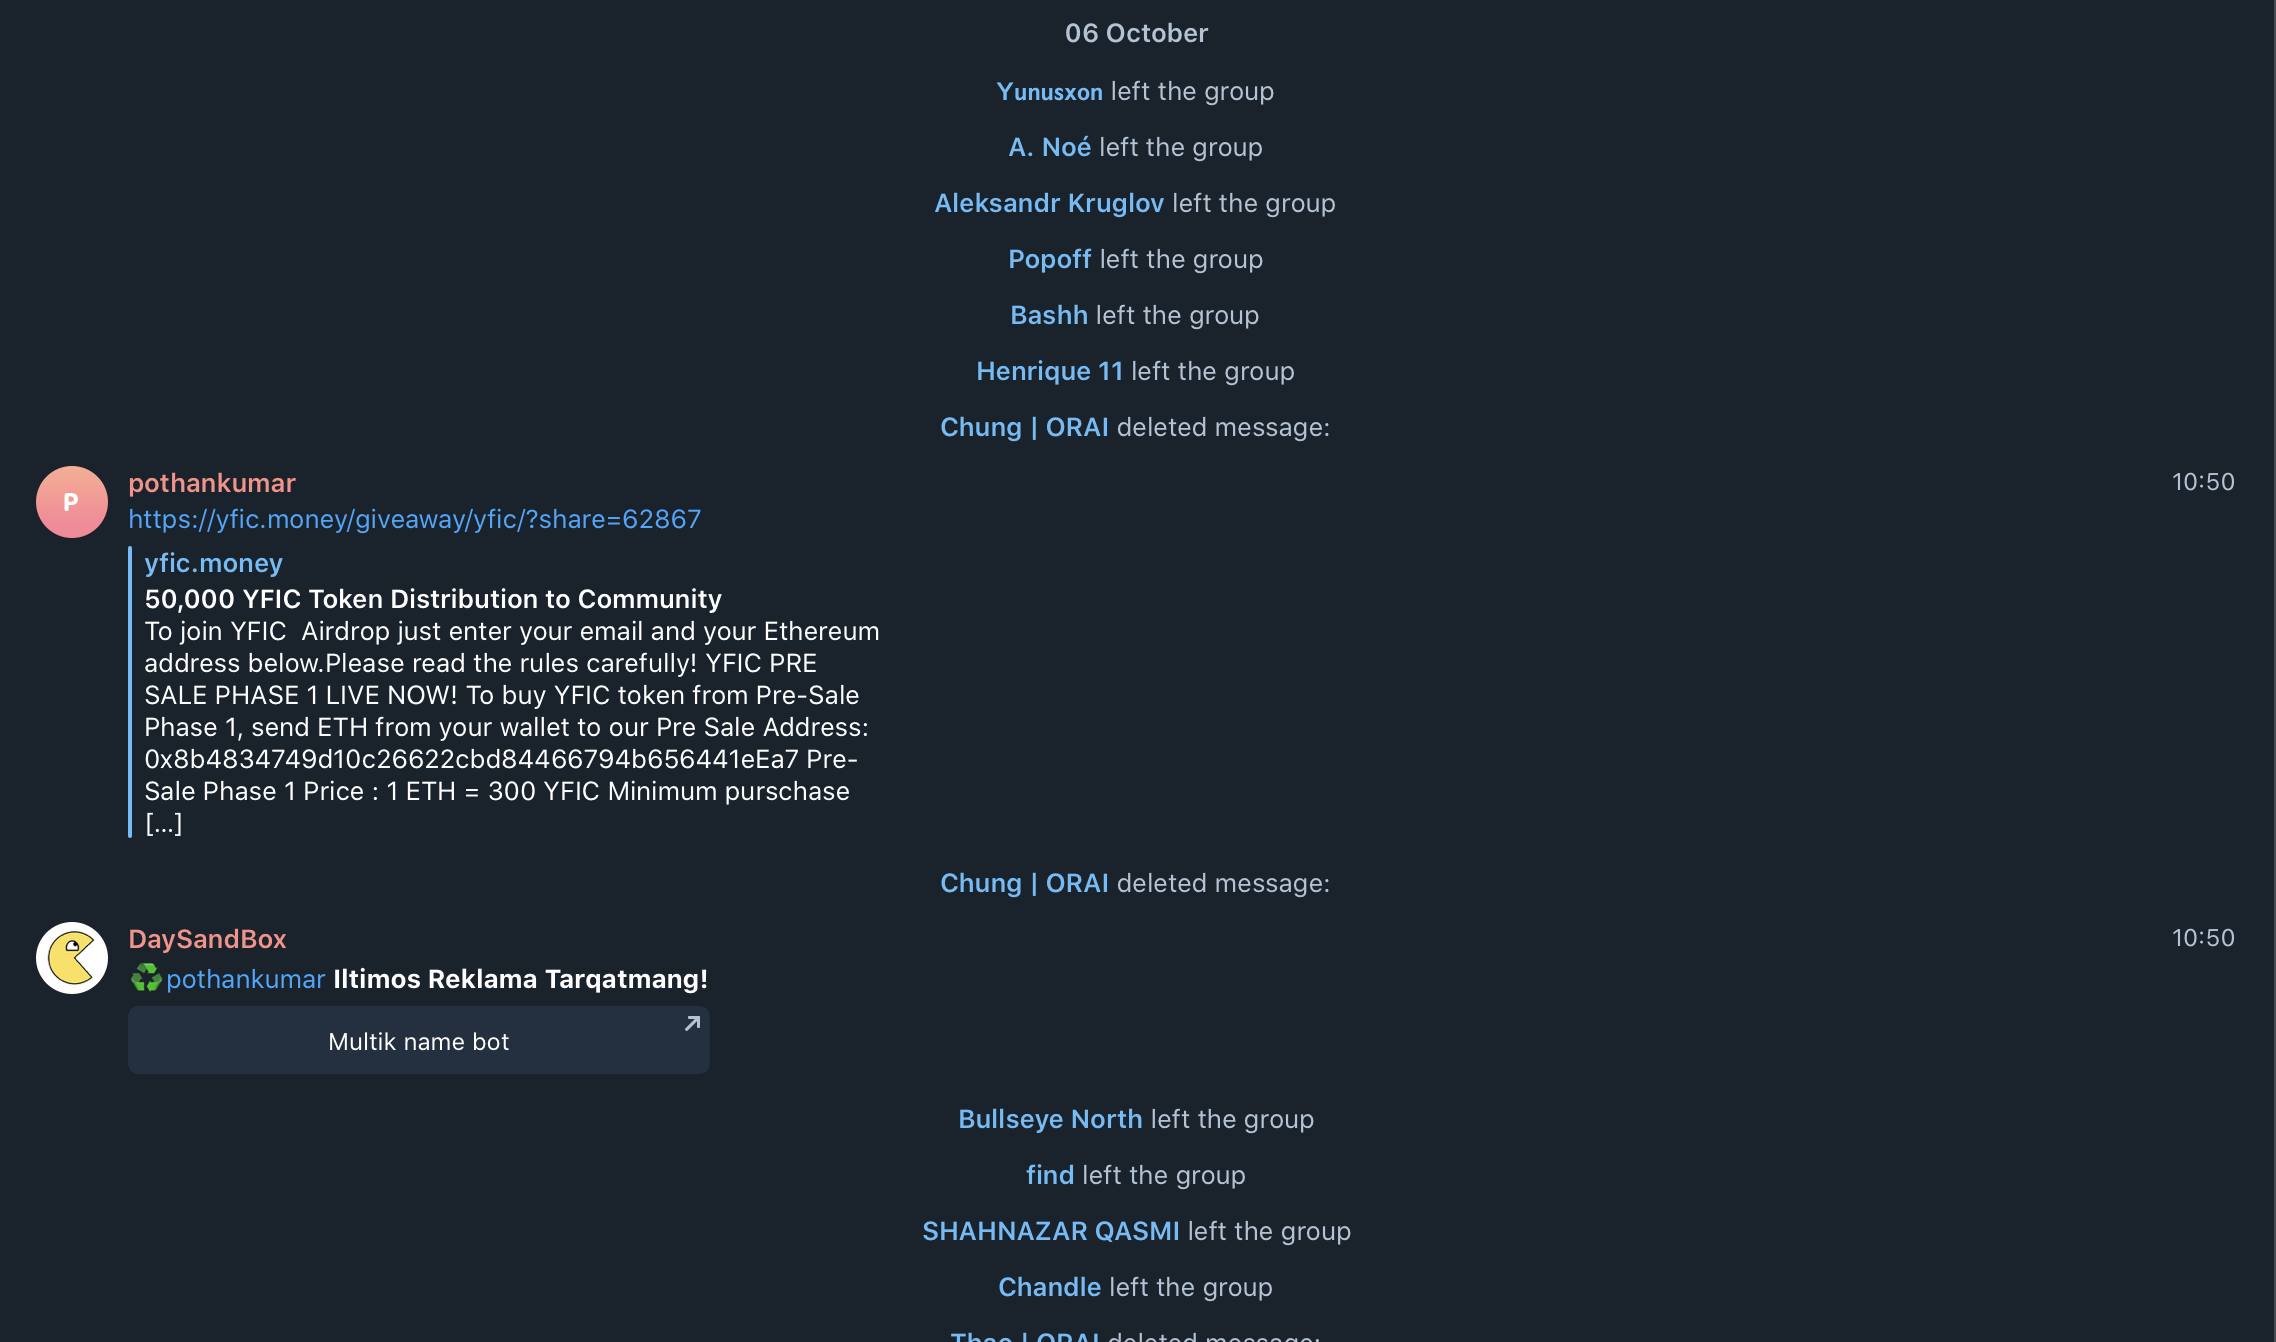 06 October
Yunusxon left the group
A. Noé left the group
Aleksandr Kruglov left the group
Popoff left the group
Bashh left the group
Henrique 11 left the group
Chung | ORAI deleted message:
P
pothankumar 10:50
https://yfic.money/giveaway/yfic/?share=62867
yfic.money
50,000 YFIC Token Distribution to Community
To join YFIC  Airdrop just enter your email and your Ethereum
address below.Please read the rules carefully! YFIC PRE
SALE PHASE 1 LIVE NOW! To buy YFIC token from Pre-Sale
Phase 1, send ETH from your wallet to our Pre Sale Address:
0x8b4834749d10c26622cbd84466794b656441eEa7 Pre-
Sale Phase 1 Price : 1 ETH = 300 YFIC Minimum purschase
[...]
Chung | ORAI deleted message:
DaySandBox 10:50
♻️pothankumar Iltimos Reklama Tarqatmang!
Multik name bot
Bullseye North left the group
find left the group
SHAHNAZAR QASMI left the group
Chandle left the group
Thao | ORAI deleted message: